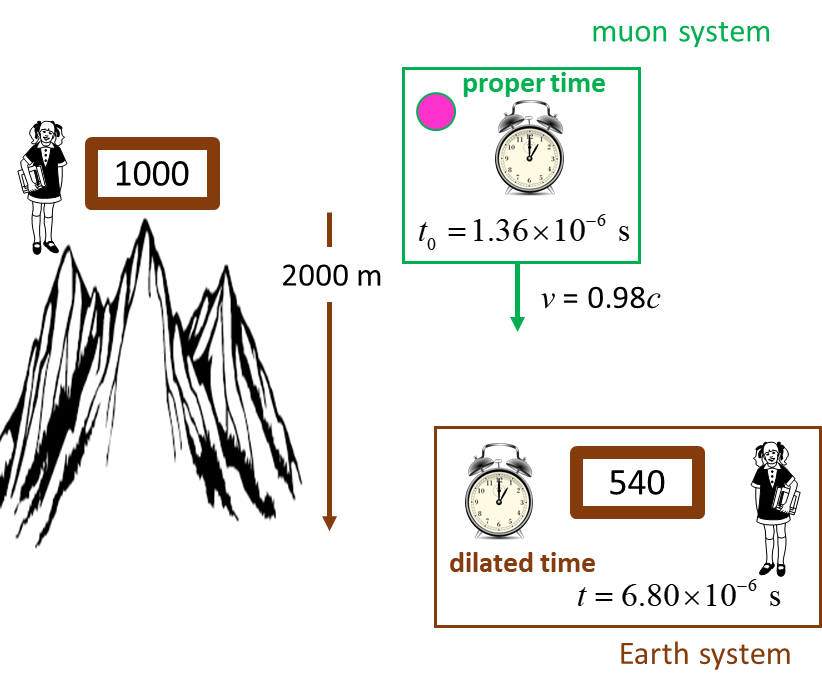 muon system
proper time
1000
t₀ = 1.36×10⁻⁶ s
2000 m
v = 0.98c
540
dilated time
t = 6.80×10⁻⁶ s
Earth system